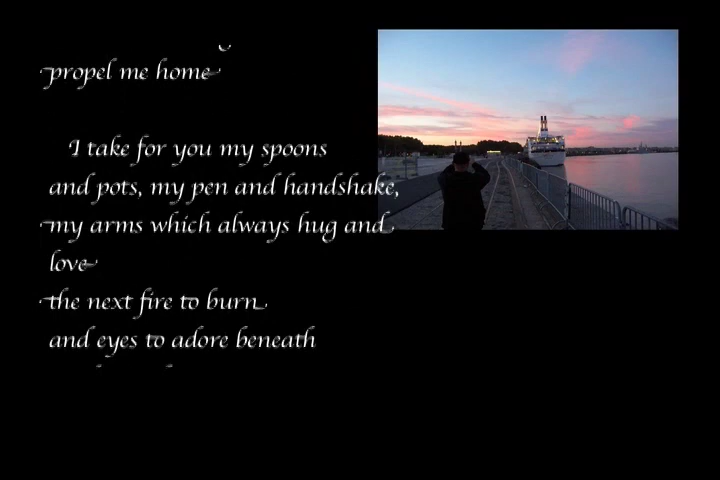 propel me home
I take for you my spoons
and pots, my pen and handshake,
my arms which always hug and
love
the next fire to burn
and eyes to adore beneath